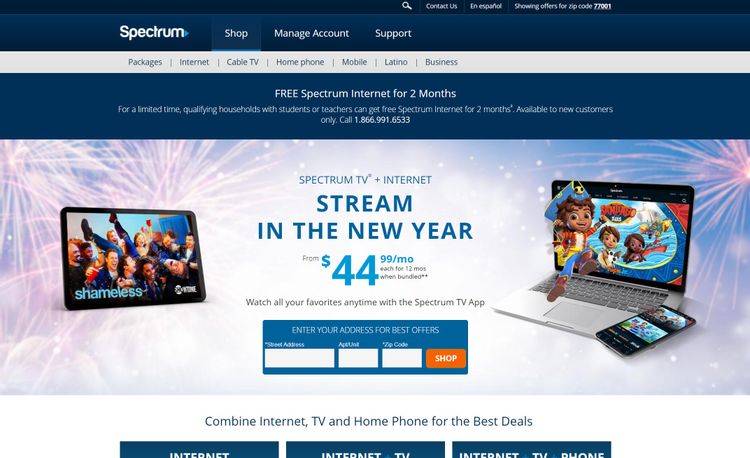 Contact Us
En español
Showing offers for zip code 77001
Spectrum
Shop
Manage Account
Support
Packages | Internet | Cable TV | Home phone | Mobile | Latino | Business
FREE Spectrum Internet for 2 Months
For a limited time, qualifying households with students or teachers can get free Spectrum Internet for 2 months‡. Available to new customers
only. Call 1.866.991.6533
SPECTRUM TV® + INTERNET
STREAM
IN THE NEW YEAR
From $44 99/mo
each for 12 mos
when bundled**
Watch all your favorites anytime with the Spectrum TV App
shameless
SHOWTIME
SANTIAGO
ENTER YOUR ADDRESS FOR BEST OFFERS
*Street Address
Apt/Unit
*Zip Code
SHOP
Combine Internet, TV and Home Phone for the Best Deals
INTERNET
INTERNET + TV
INTERNET + TV + PHONE